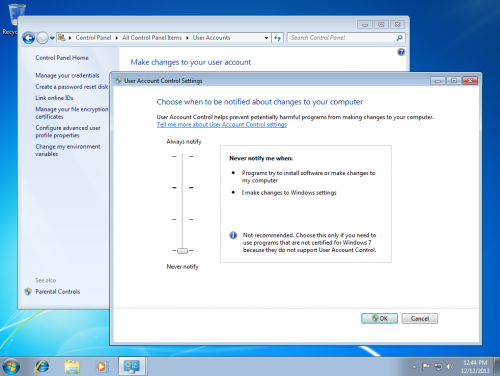 Recyc
Control Panel
All Control Panel Items
User Accounts
Search Control Panel
Control Panel Home
Manage your credentials
Create a password reset disk
Link online IDs
Manage your file encryption
certificates
Configure advanced user
profile properties
Change my environment
variables
See also
Parental Controls
Make changes to your user account
User Account Control Settings
Choose when to be notified about changes to your computer
User Account Control helps prevent potentially harmful programs from making changes to your computer.
Tell me more about User Account Control settings
Always notify
Never notify
Never notify me when:
Programs try to install software or make changes to
my computer
I make changes to Windows settings
Not recommended. Choose this only if you need to
use programs that are not certified for Windows 7
because they do not support User Account Control.
OK
Cancel
12:44 PM
12/12/2013